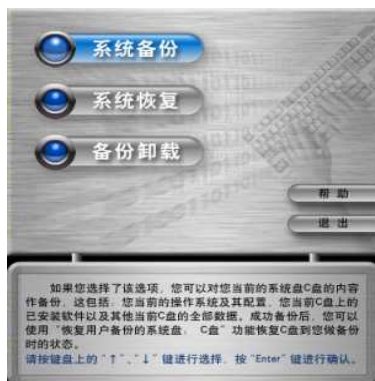 系统备份
系统恢复
备份卸载
帮 助
退 出
如果您选择了该选项，您可以对您当前的系统盘C盘的内容
作备份，这包括：您当前的操作系统及其配置，您当前C盘上的
已安装软件以及其他当前C盘的全部数据。成功备份后，您可以
使用“恢复用户备份的系统盘： C盘”功能恢复C盘到您做备份
时的状态。
请按键盘上的“↑”、“↓”键进行选择，按“Enter”键进行确认。